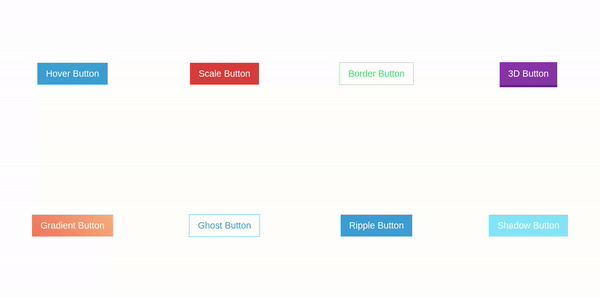 Hover Button
Scale Button
Border Button
3D Button
Gradient Button
Ghost Button
Ripple Button
Shadow Button